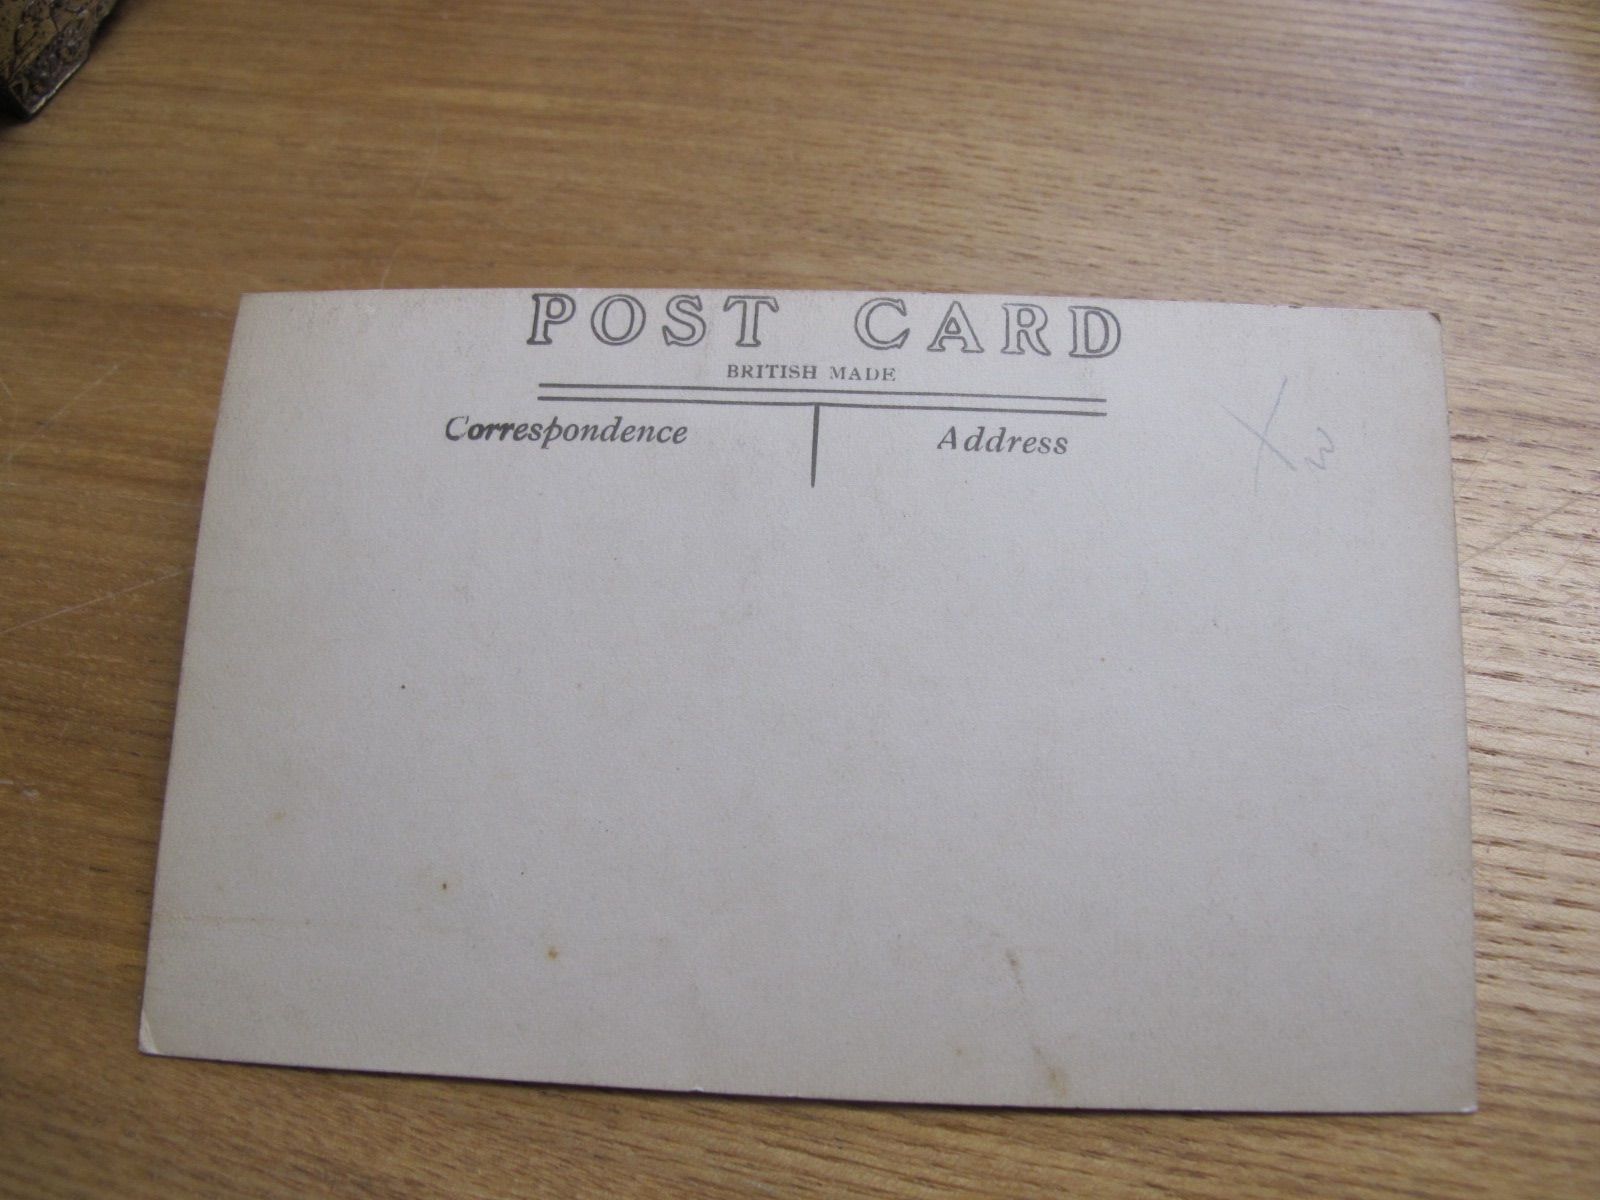 POST CARD
BRITISH MADE
Correspondence
Address